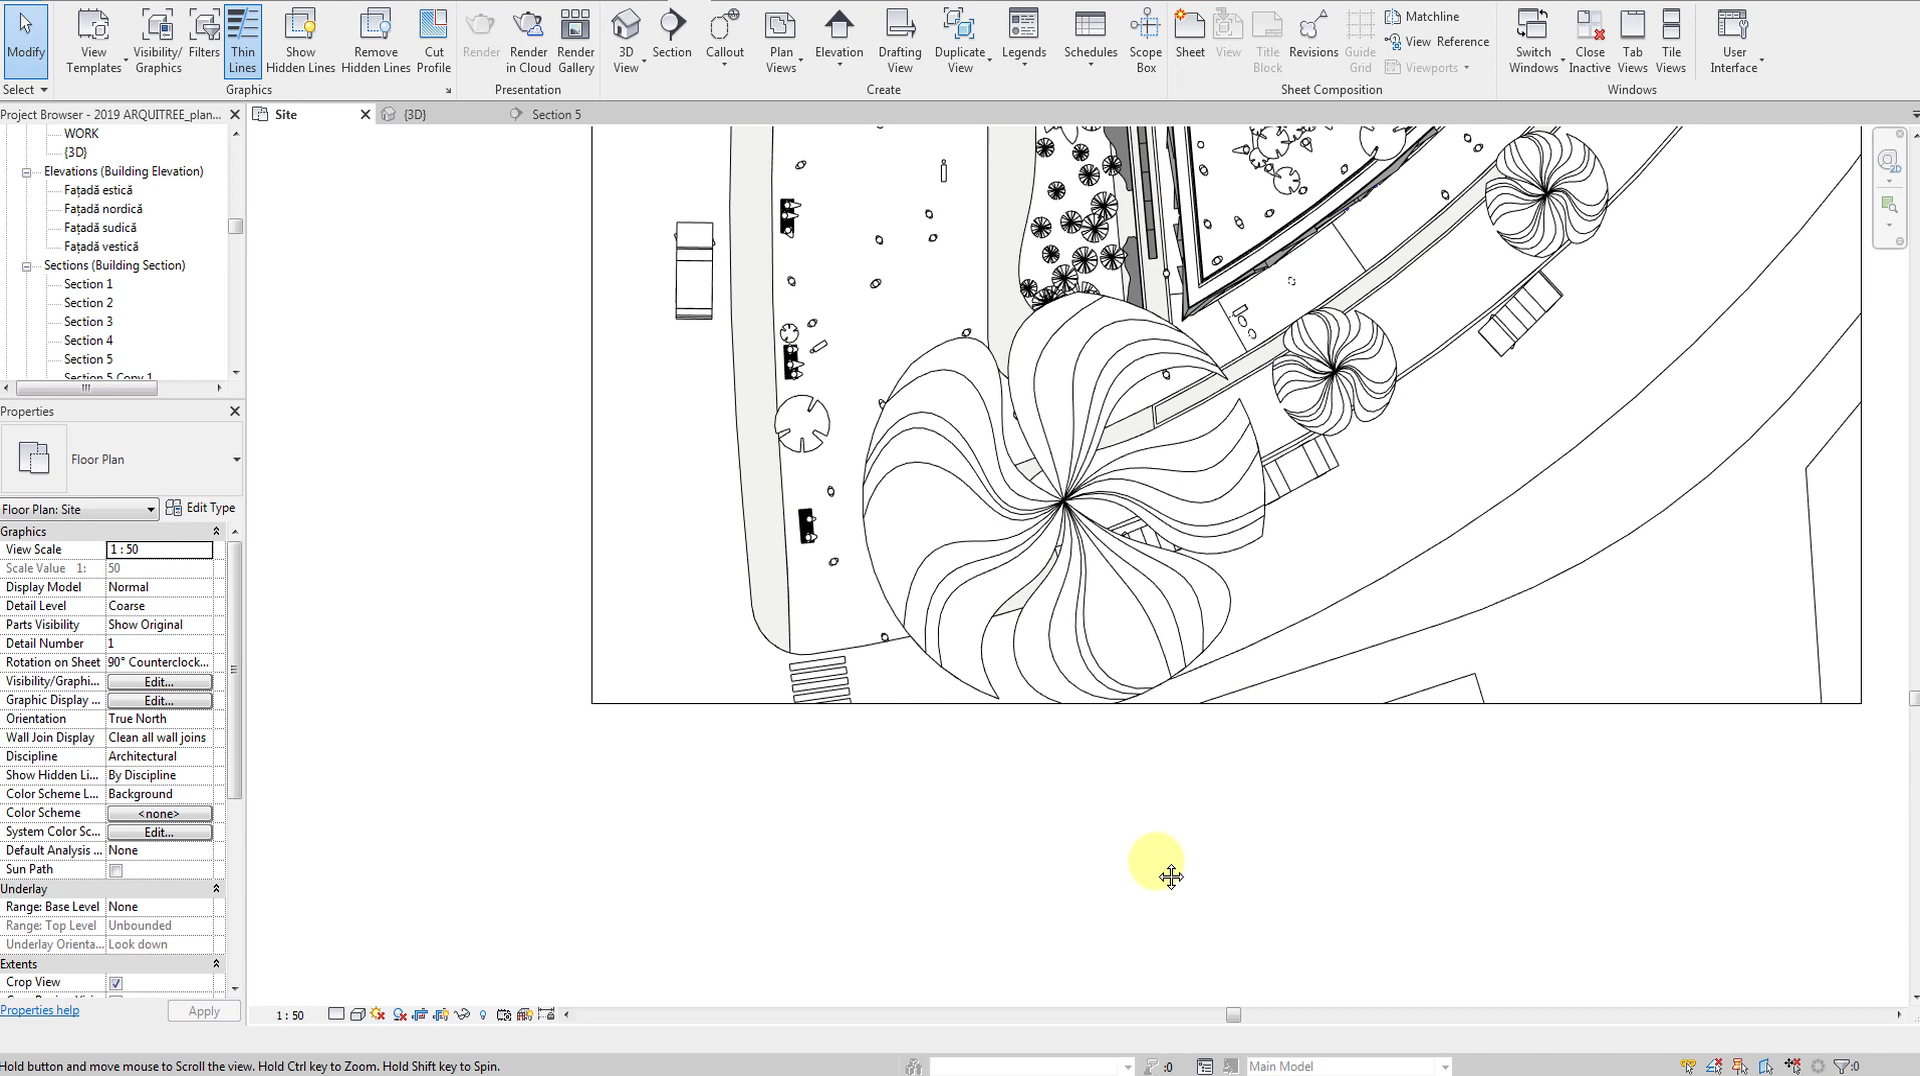 Modify
View
Templates
Visibility/
Graphics
Filters
Thin
Lines
Show
Hidden Lines
Remove
Hidden Lines
Cut
Profile
Render
Render
in Cloud
Render
Gallery
3D
View
Section
Callout
Plan
Views
Elevation
Drafting
View
Duplicate
View
Legends
Schedules
Scope
Box
Sheet
View
Title
Block
Revisions
Guide
Grid
Matchline
View Reference
Viewports
Switch
Windows
Close
Inactive
Tab
Views
Tile
Views
User
Interface
Select
Graphics
Presentation
Create
Sheet Composition
Windows
Project Browser - 2019 ARQUITREE_plan...
Site
{3D}
Section 5
WORK
{3D}
Elevations (Building Elevation)
Fațadă estică
Fațadă nordică
Fațadă sudică
Fațadă vestică
Sections (Building Section)
Section 1
Section 2
Section 3
Section 4
Section 5
Section 5 Copy 1
Properties
Floor Plan
Floor Plan: Site
Edit Type
Graphics
View Scale 1 : 50
Scale Value 1: 50
Display Model Normal
Detail Level Coarse
Parts Visibility Show Original
Detail Number 1
Rotation on Sheet 90° Counterclock...
Visibility/Graphi... Edit...
Graphic Display ... Edit...
Orientation True North
Wall Join Display Clean all wall joins
Discipline Architectural
Show Hidden Li... By Discipline
Color Scheme L... Background
Color Scheme <none>
System Color Sc... Edit...
Default Analysis ... None
Sun Path
Underlay
Range: Base Level None
Range: Top Level Unbounded
Underlay Orienta... Look down
Extents
Crop View
Properties help
Apply
1 : 50
2D
Hold button and move mouse to Scroll the view. Hold Ctrl key to Zoom. Hold Shift key to Spin.
:0
Main Model
:0